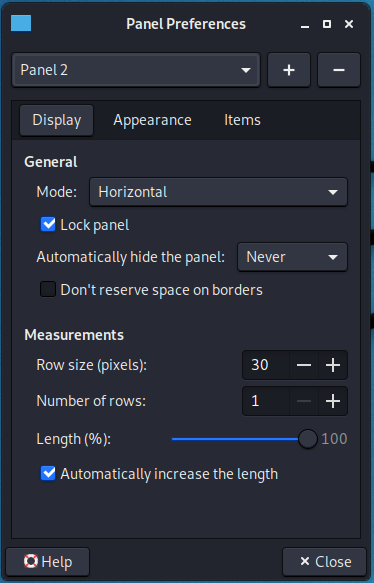 Panel Preferences
Panel 2
Display Appearance Items
General
Mode: Horizontal
Lock panel
Automatically hide the panel: Never
Don't reserve space on borders
Measurements
Row size (pixels): 30
Number of rows: 1
Length (%): 100
Automatically increase the length
Help Close